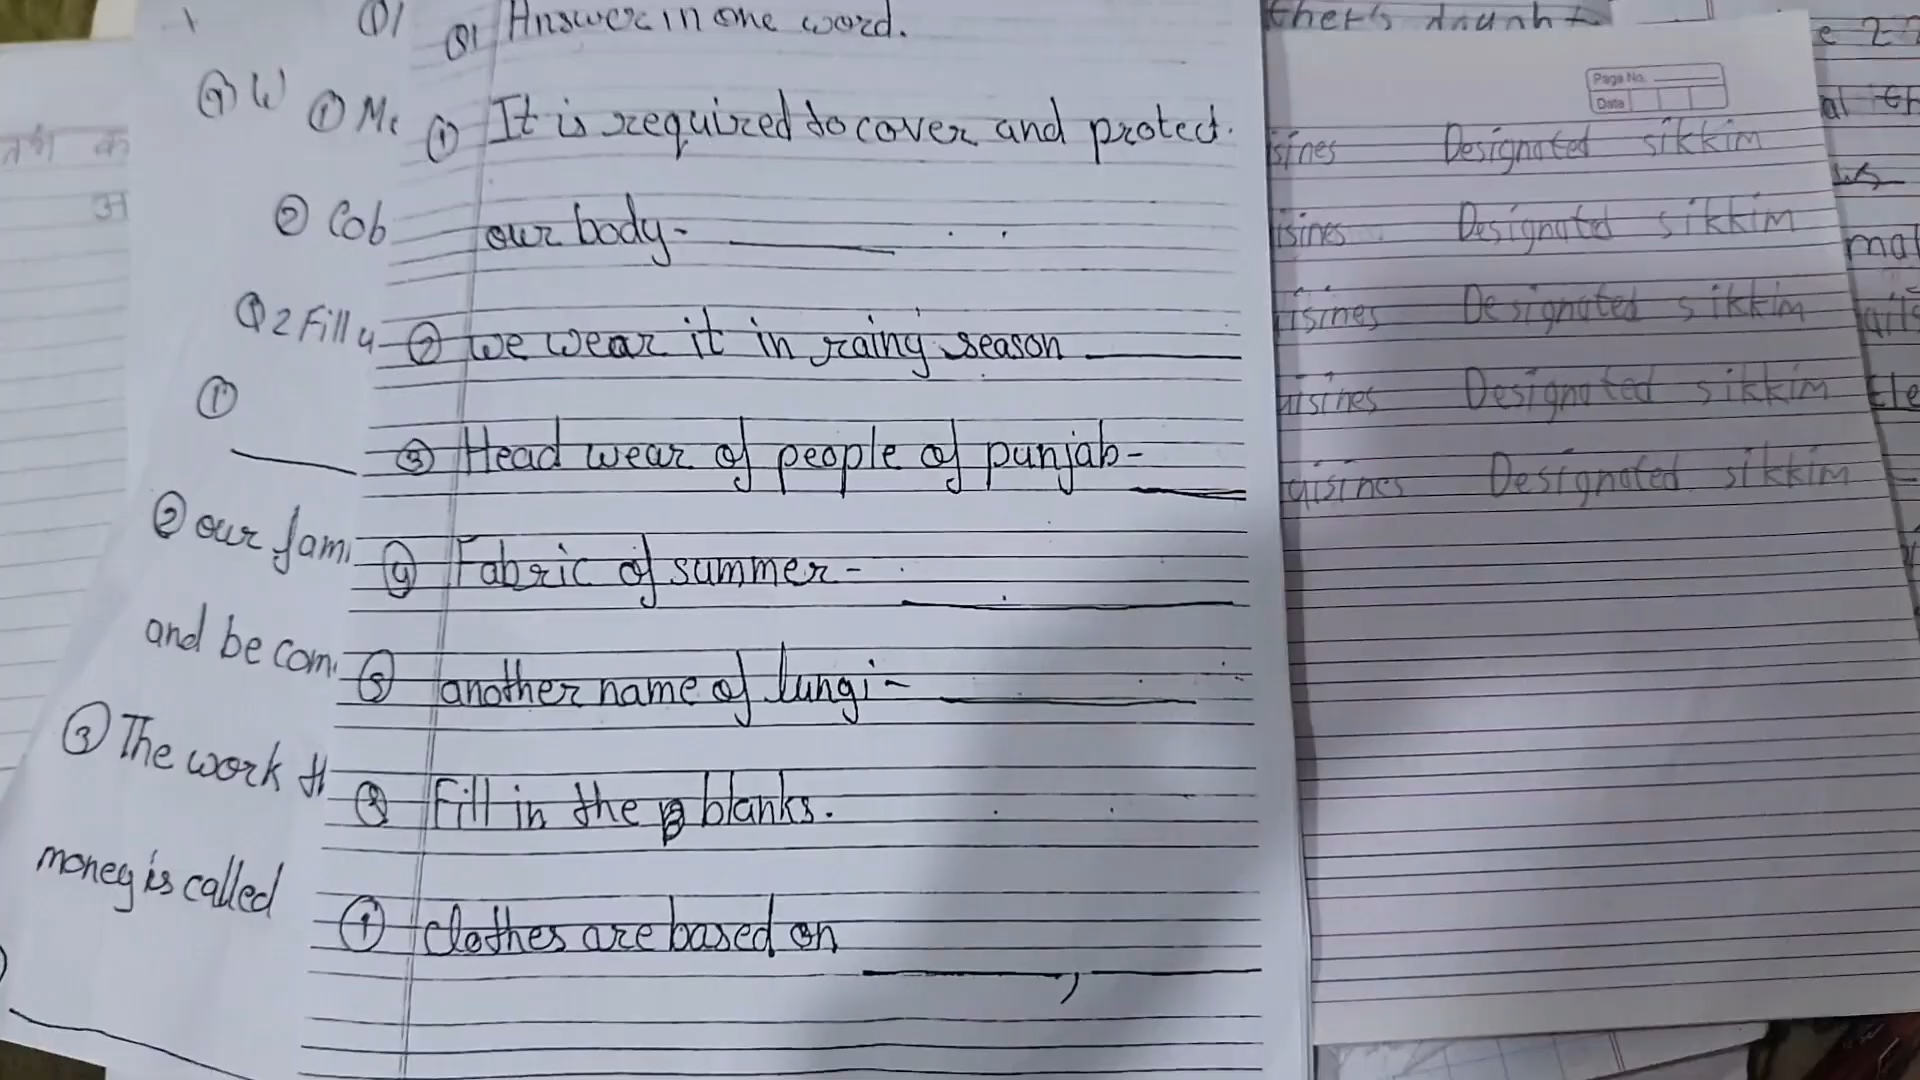 Q1 Answer in one word.
① It is required to cover and protect.
our body-
② we wear it in rainy season
③ Head wear of people of punjab-
④ Fabric of summer-
⑤ another name of lungi-
② Fill in the blanks.
① clothes are based on ,
Q1
① 
② Cob
Q2 Fill
①
② our fam
and be com
③ The work
money is called
Page No.
Date
Designated sikkim
Designated sikkim
Designated sikkim
Designated sikkim
Designated sikkim